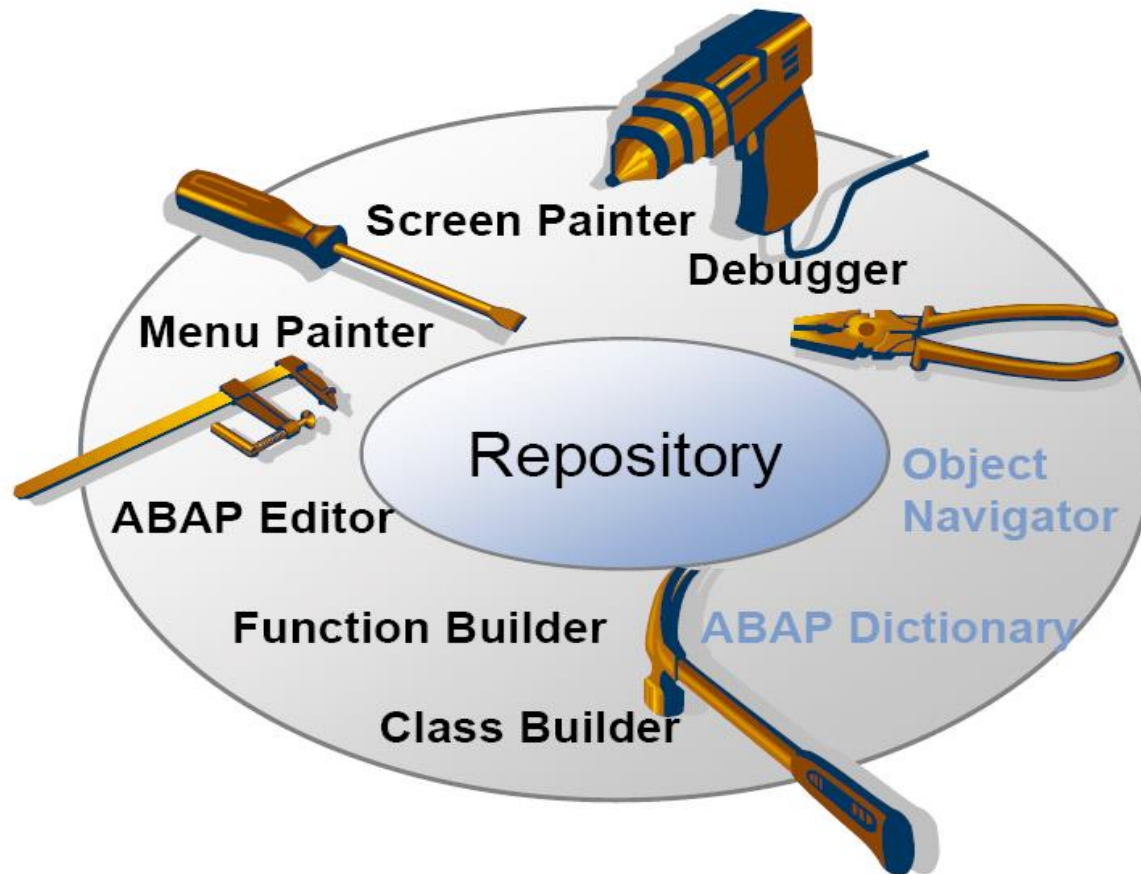 Screen Painter
Debugger
Menu Painter
Repository
Object
Navigator
ABAP Editor
Function Builder
ABAP Dictionary
Class Builder